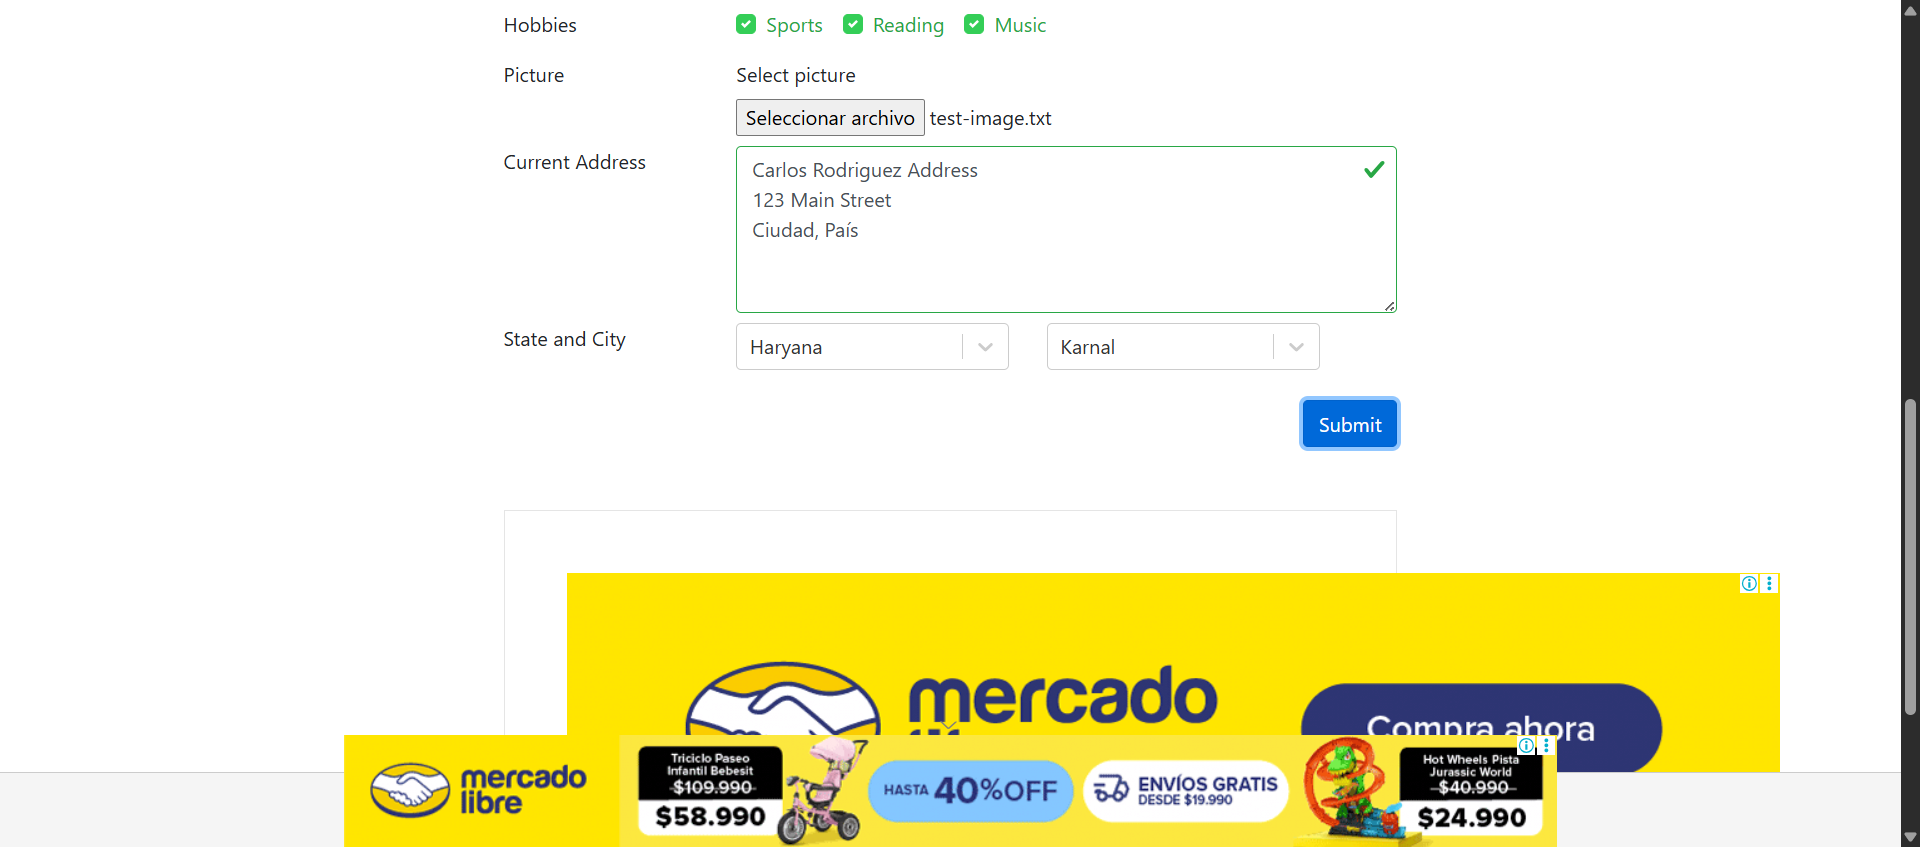 Hobbies
Sports Reading Music
Picture
Select picture
Seleccionar archivo test-image.txt
Current Address
Carlos Rodriguez Address
123 Main Street
Ciudad, País
State and City
Haryana
Karnal
Submit
mercado
Compra ahora
mercado
libre
Triciclo Paseo
Infantil Bebesit
$109.990
$58.990
HASTA 40%OFF
ENVÍOS GRATIS
DESDE $19.990
Hot Wheels Pista
Jurassic World
$40.990
$24.990